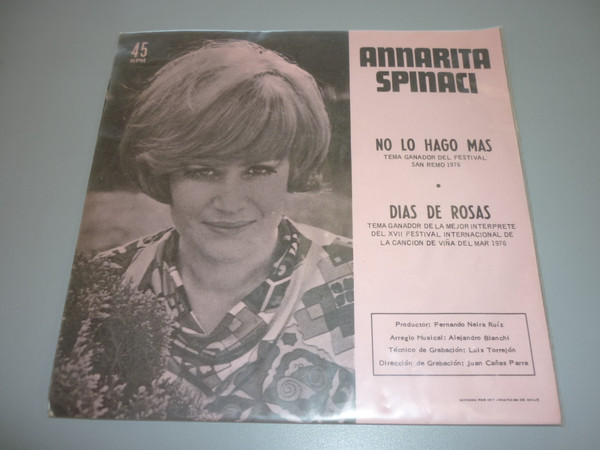 45
RPM
ANNARITA
SPINACI
NO LO HAGO MAS
TEMA GANADOR DEL FESTIVAL
SAN REMO 1976
•
DIAS DE ROSAS
TEMA GANADOR DE LA MEJOR INTERPRETE
DEL XVII FESTIVAL INTERNACIONAL DE
LA CANCION DE VIÑA DEL MAR 1976
Productor: Fernando Neira Ruíz
Arreglo Musical: Alejandro Bianchi
Técnico de Grabación: Luis Torrejón
Dirección de Grabación: Juan Cañas Parra